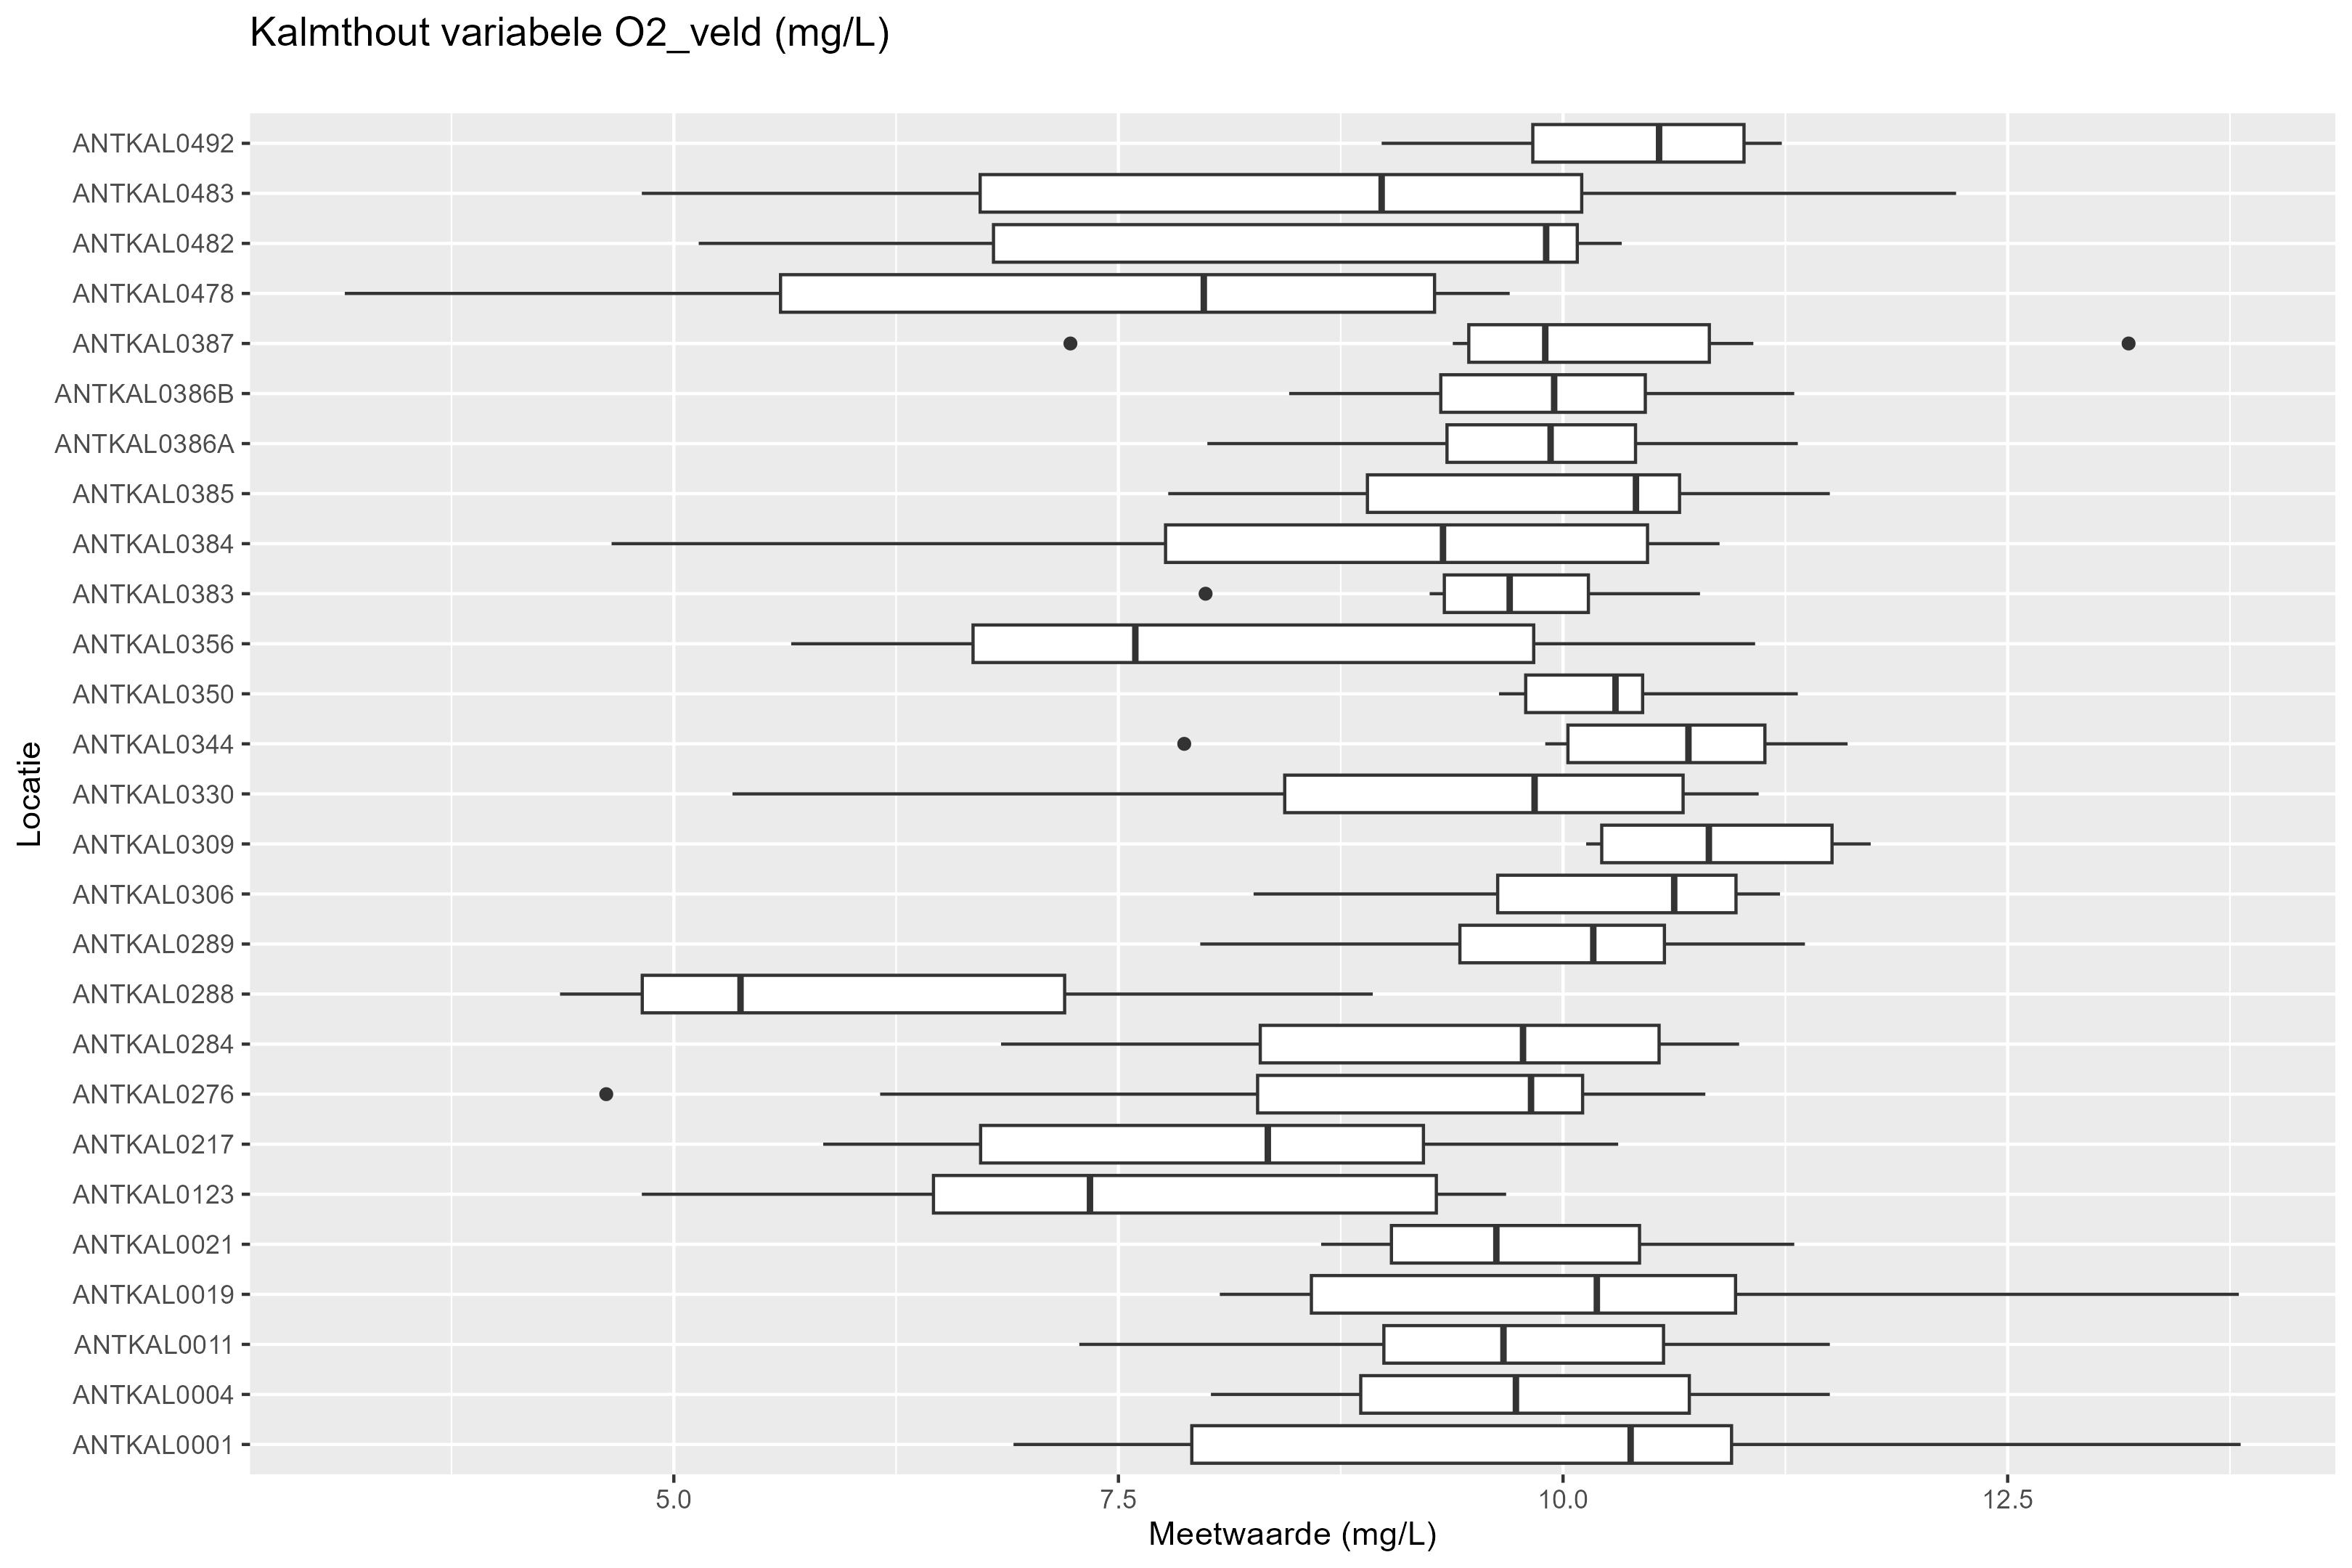 Kalmthout variabele O2_veld (mg/L)
ANTKAL0492
ANTKAL0483
ANTKAL0482
ANTKAL0478
ANTKAL0387
ANTKAL0386B
ANTKAL0386A
ANTKAL0385
ANTKAL0384
ANTKAL0383
ANTKAL0356
ANTKAL0350
ANTKAL0344
ANTKAL0330
ANTKAL0309
ANTKAL0306
ANTKAL0289
ANTKAL0288
ANTKAL0284
ANTKAL0276
ANTKAL0217
ANTKAL0123
ANTKAL0021
ANTKAL0019
ANTKAL0011
ANTKAL0004
ANTKAL0001
Locatie
5.0 7.5 10.0 12.5
Meetwaarde (mg/L)